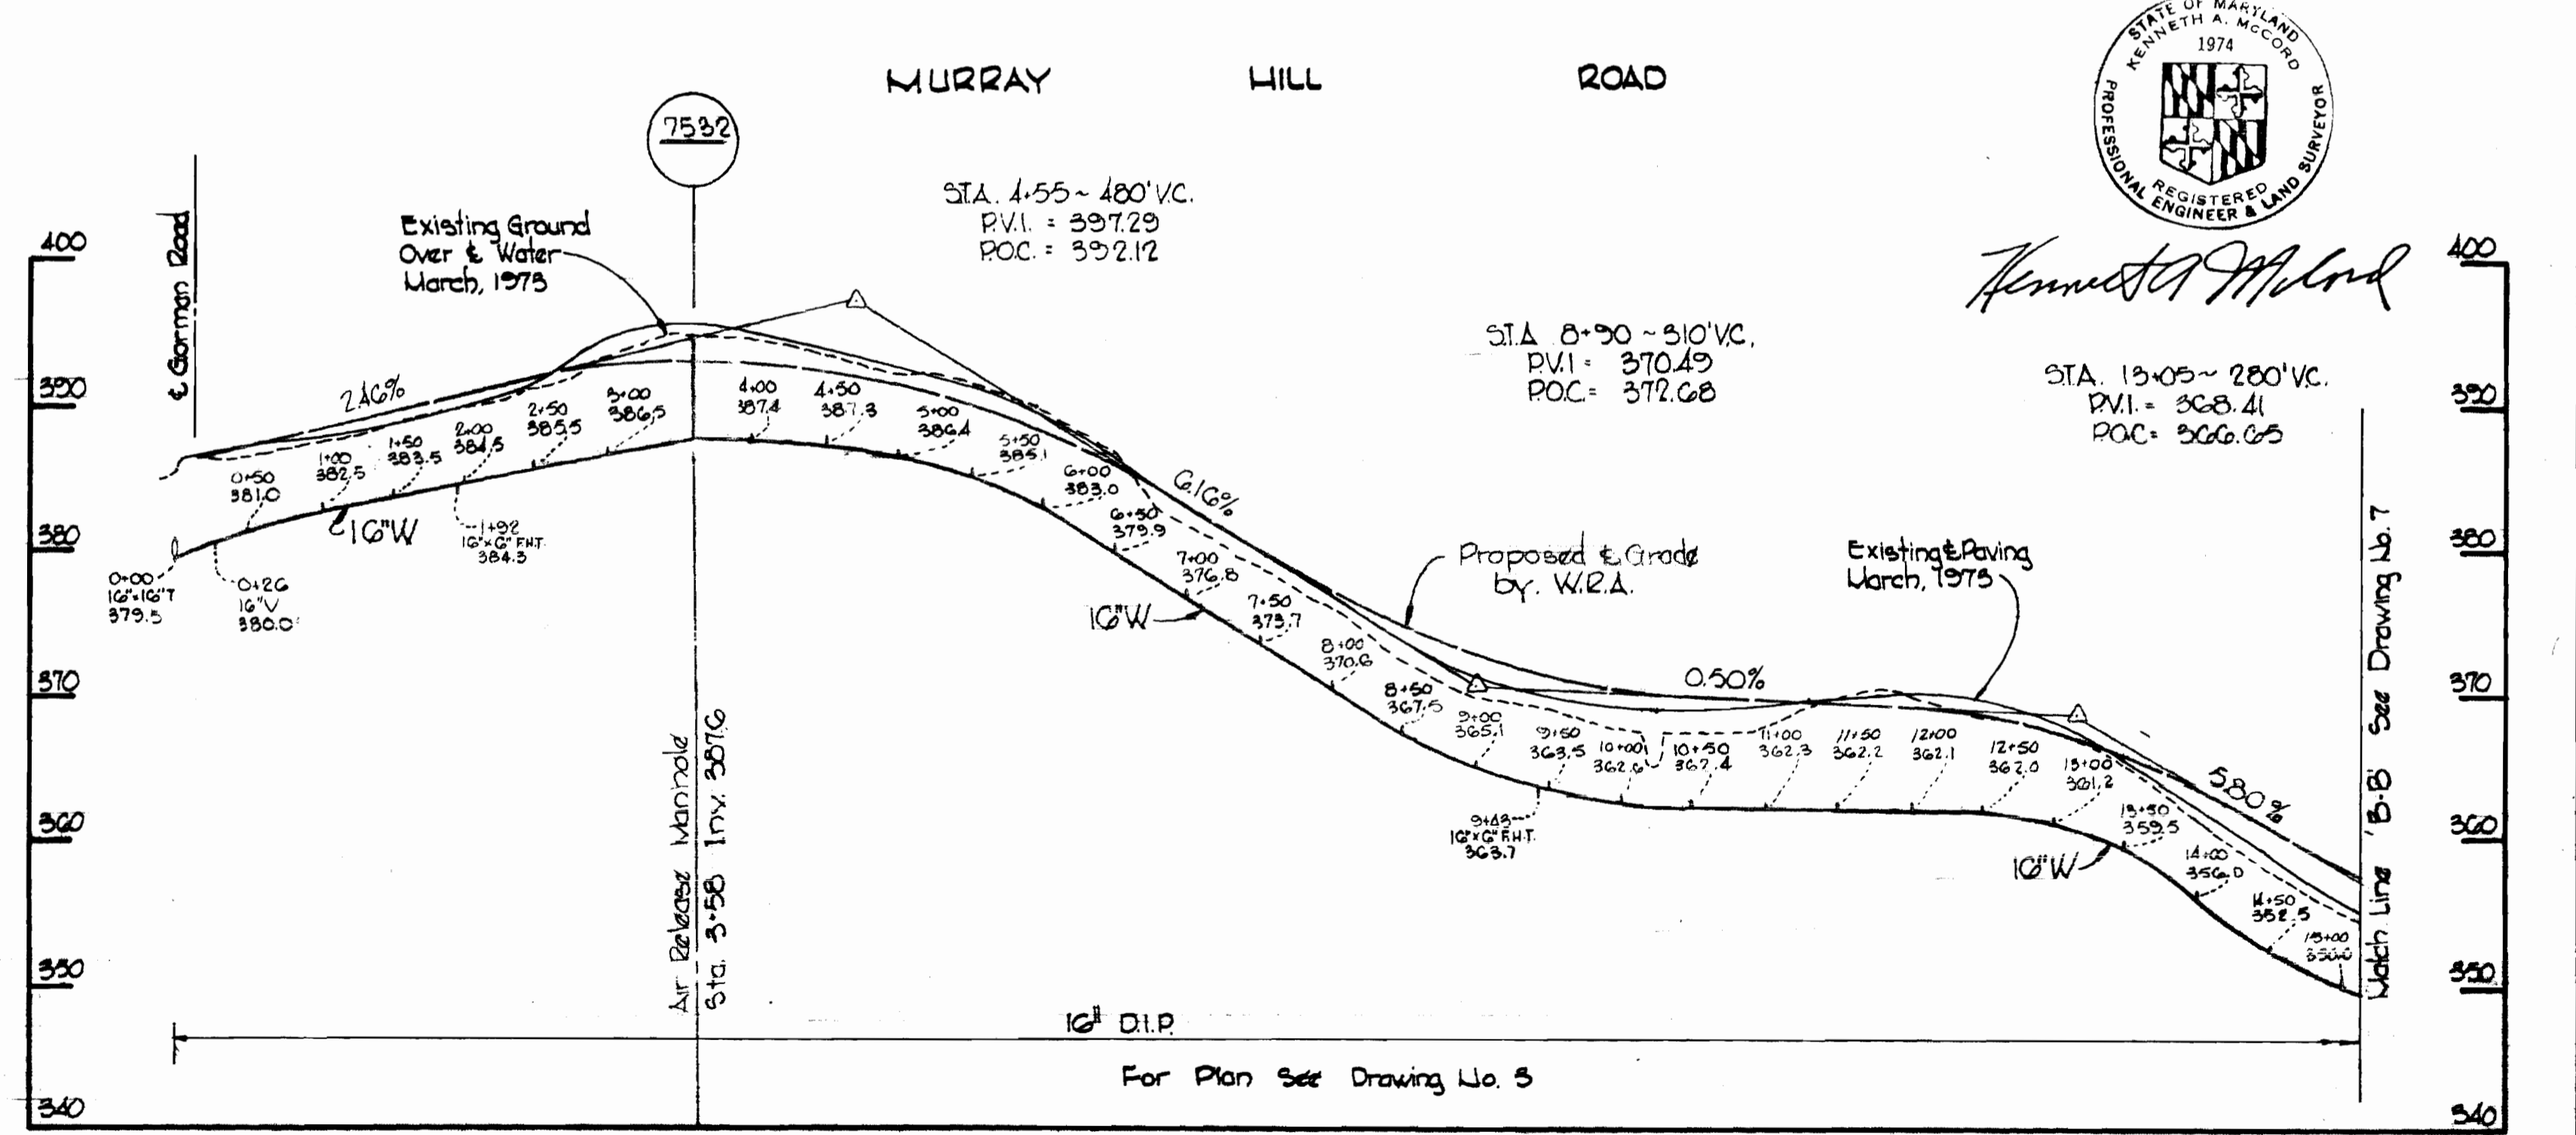 MURRAY HILL ROAD
STATE OF MARYLAND
KENNETH A. McCORD
1974
REGISTERED
PROFESSIONAL ENGINEER & LAND SURVEYOR
7532
STA. 4+55 ~ 480' V.C.
P.V.I. = 397.29
P.O.C. = 392.12
Existing Ground
Over ℄ Water
March, 1973
℄ Gorman Road
STA 8+90 ~ 310' V.C.
P.V.I = 370.49
P.O.C. = 372.68
STA. 13+05 ~ 280' V.C.
P.V.I. = 368.41
P.O.C = 366.65
400
390
380
370
360
350
340
400
390
380
370
360
350
340
2.46%
6.16%
0.50%
5.80%
0+00
16"x16"T
379.5
0+26
16"V
380.0
0+50
381.0
1+00
382.5
1+50
383.5
1+92
16"x6" F.H.T.
384.3
2+00
384.5
2+50
385.5
3+00
386.5
4+00
387.4
4+50
387.3
5+00
386.4
5+50
385.1
6+00
383.0
6+50
379.9
7+00
376.8
7+50
373.7
8+00
370.6
8+50
367.5
9+00
365.1
9+43
16"x6" F.H.T.
363.7
9+50
363.5
10+00
362.6
10+50
362.4
11+00
362.3
11+50
362.2
12+00
362.1
12+50
362.0
13+00
361.2
13+50
359.5
14+00
356.0
14+50
352.5
15+00
350.0
16"W
16"W
16"W
Proposed ℄ Grade
by. W.R.A.
Existing ℄ Paving
March, 1973
Air Release Manhole
Sta. 3+58 Inv. 387.6
Match Line 'B-B' See Drawing No. 7
16" D.I.P.
For Plan See Drawing No. 3
Kenneth A McCord